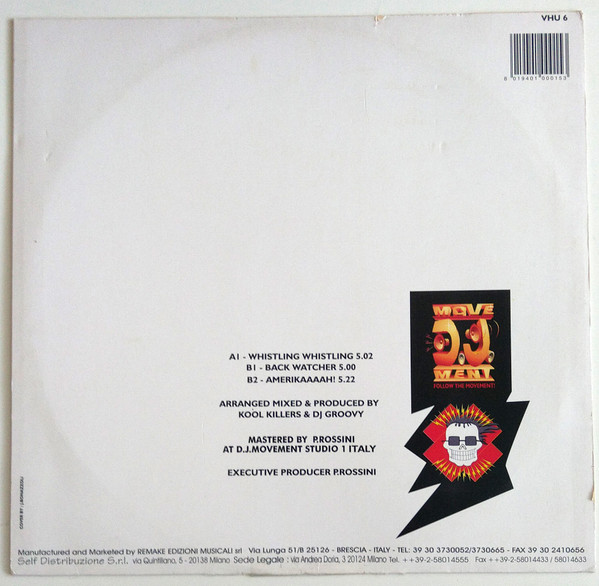 VHU 6
8 019401 000153
MOVE
D.J.
MENT
FOLLOW THE MOVEMENT!
A1 - WHISTLING WHISTLING 5.02
B1 - BACK WATCHER 5.00
B2 - AMERIKAAAAH! 5.22
ARRANGED MIXED & PRODUCED BY
KOOL KILLERS & DJ GROOVY
MASTERED BY P.ROSSINI
AT D.J.MOVEMENT STUDIO 1 ITALY
EXECUTIVE PRODUCER P.ROSSINI
Manufactured and Marketed by REMAKE EDIZIONI MUSICALI srl Via Lunga 51/B 25126 - BRESCIA - ITALY - TEL: 39 30 3730052/3730665 - FAX 39 30 2410656
Self Distribuzione S.r.l. via Quintiliano, 5 - 20138 Milano Sede Legale : via Andrea Doria, 3 20124 Milano Tel. ++39-2-58014555 Fax ++39-2-58014433 / 58014633
COVER BY :